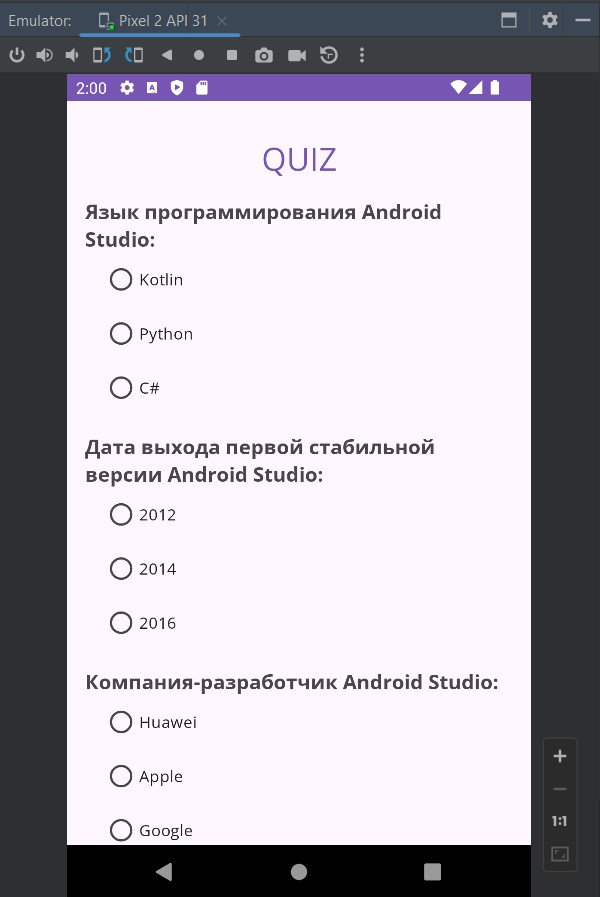 Emulator: Pixel 2 API 31
2:00
QUIZ
Язык программирования Android
Studio:
Kotlin
Python
C#
Дата выхода первой стабильной
версии Android Studio:
2012
2014
2016
Компания-разработчик Android Studio:
Huawei
Apple
Google
1:1